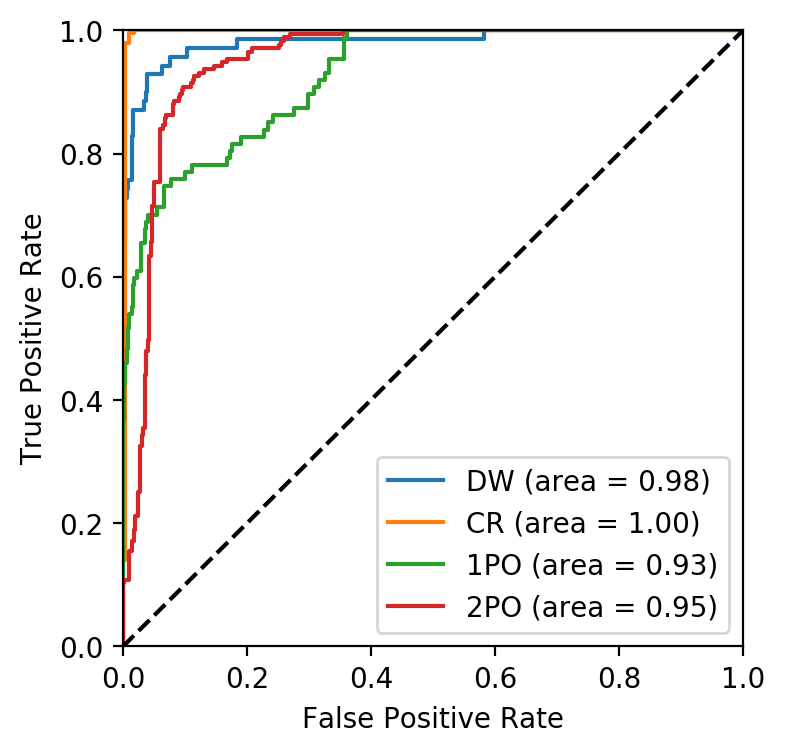 1.0
0.8
0.6
0.4
0.2
0.0
True Positive Rate
DW (area = 0.98)
CR (area = 1.00)
1PO (area = 0.93)
2PO (area = 0.95)
0.0 0.2 0.4 0.6 0.8 1.0
False Positive Rate